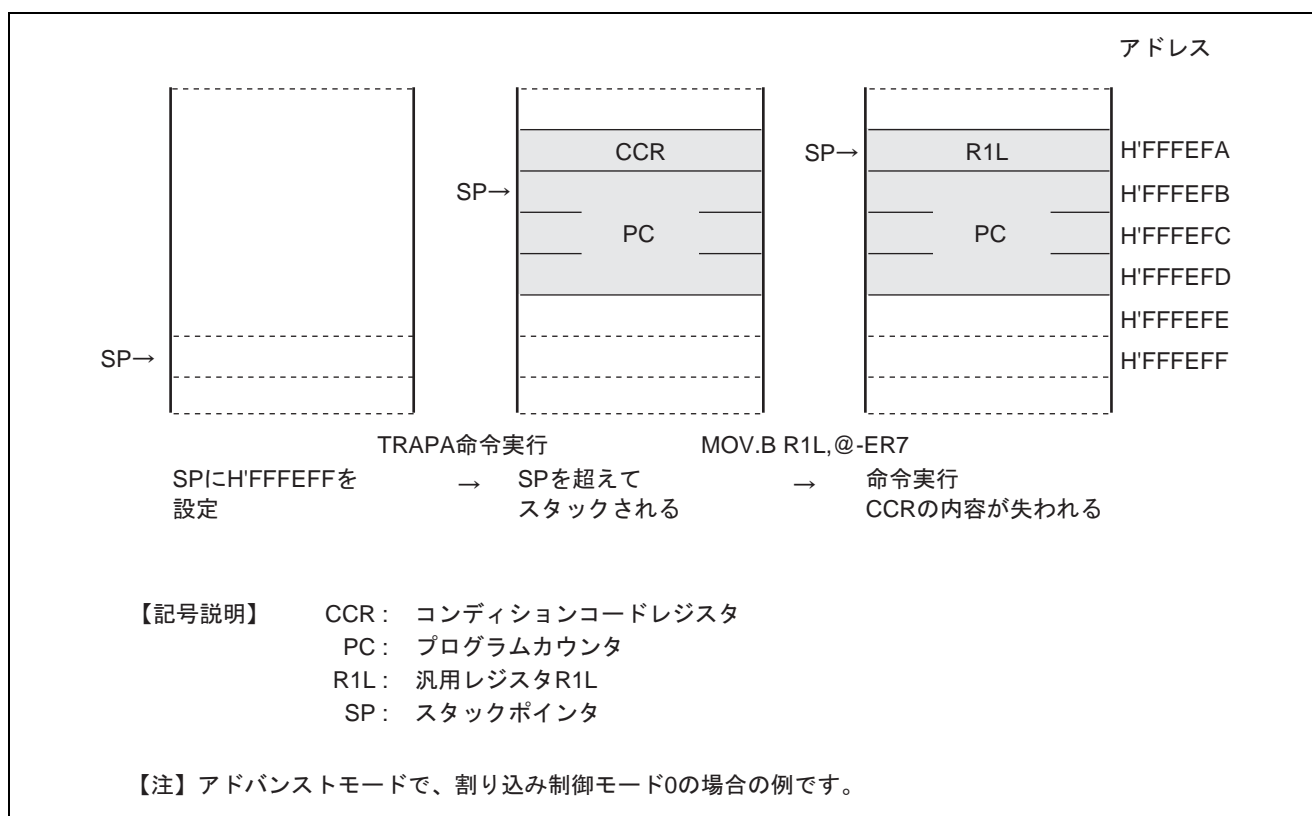 アドレス
CCR
SP→
R1L
H'FFFEFA
SP→
H'FFFEFB
PC
PC
H'FFFEFC
H'FFFEFD
H'FFFEFE
SP→
H'FFFEFF
TRAPA命令実行
MOV.B R1L,@-ER7
SPにH'FFFEFFを
設定
→
SPを超えて
スタックされる
→
命令実行
CCRの内容が失われる
【記号説明】 CCR : コンディションコードレジスタ
PC : プログラムカウンタ
R1L : 汎用レジスタR1L
SP : スタックポインタ
【注】アドバンストモードで、割り込み制御モード0の場合の例です。